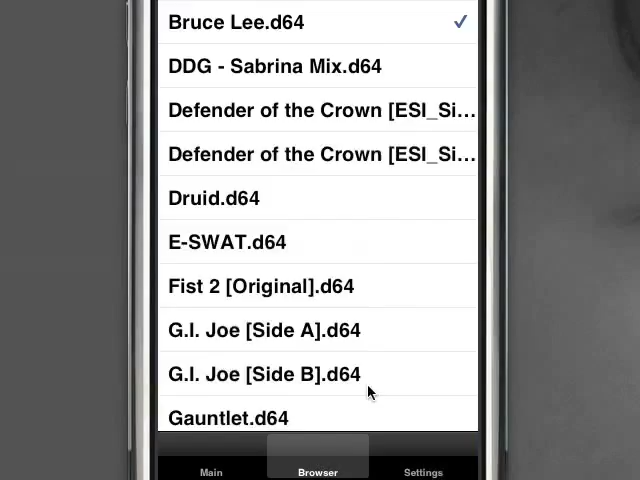 Bruce Lee.d64
DDG - Sabrina Mix.d64
Defender of the Crown [ESI_Si...
Defender of the Crown [ESI_Si...
Druid.d64
E-SWAT.d64
Fist 2 [Original].d64
G.I. Joe [Side A].d64
G.I. Joe [Side B].d64
Gauntlet.d64
Main Browser Settings